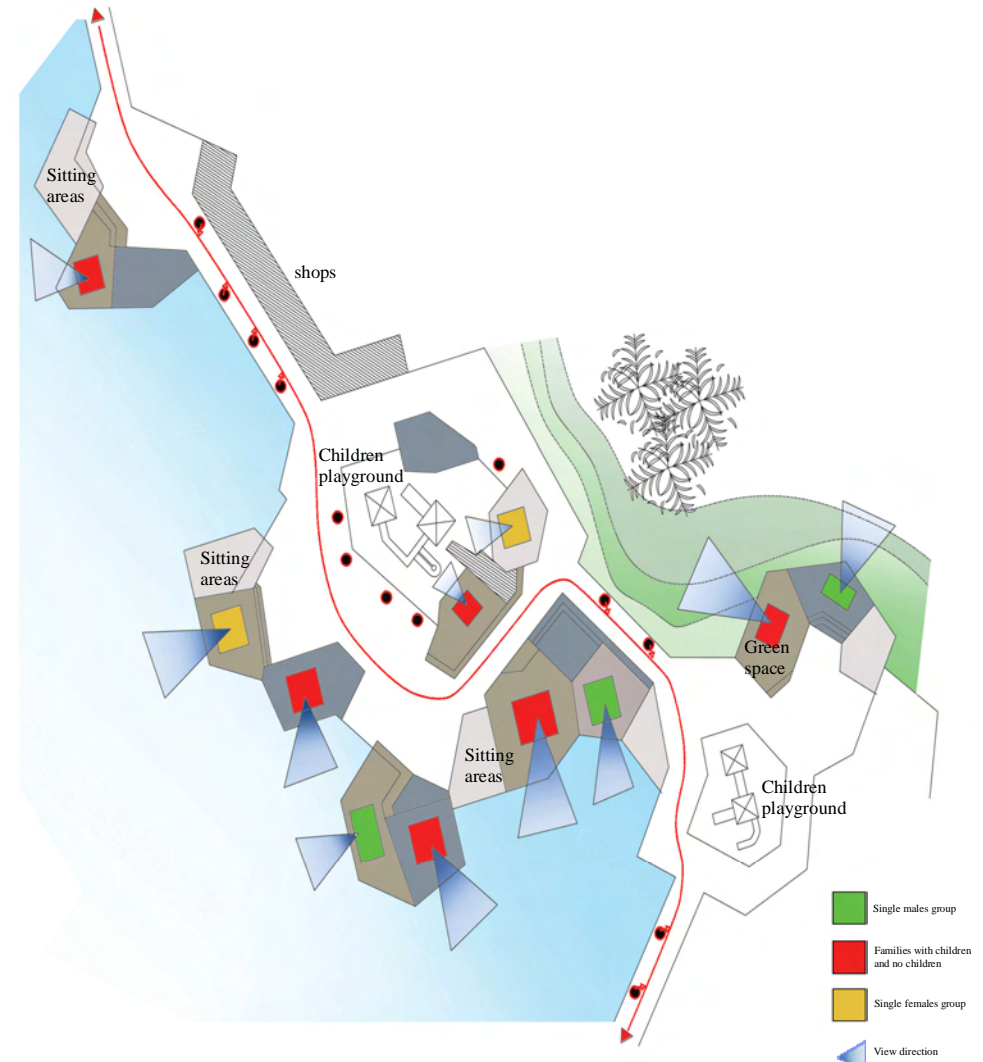 Sitting
areas
shops
Children
playground
Sitting
areas
Green
space
Sitting
areas
Children
playground
Single males group
Families with children
and no children
Single females group
View direction